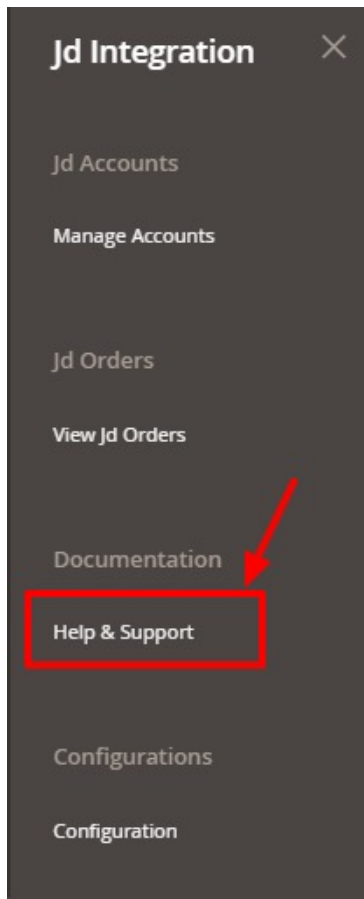 Jd Integration
Jd Accounts
Manage Accounts
Jd Orders
View Jd Orders
Documentation
Help & Support
Configurations
Configuration